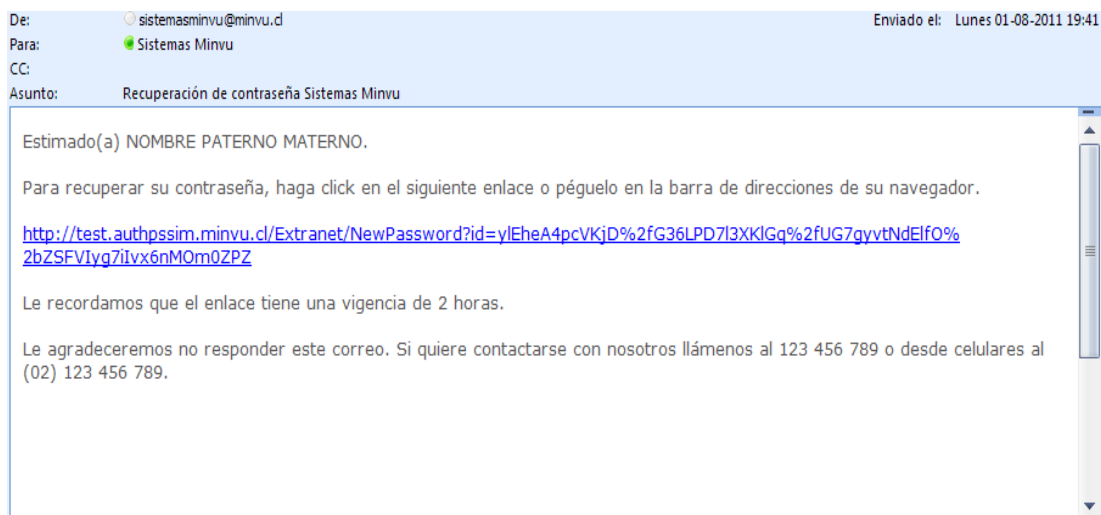 De: sistemasminvu@minvu.cl Enviado el: Lunes 01-08-2011 19:41
Para: Sistemas Minvu
CC:
Asunto: Recuperación de contraseña Sistemas Minvu
Estimado(a) NOMBRE PATERNO MATERNO.
Para recuperar su contraseña, haga click en el siguiente enlace o péguelo en la barra de direcciones de su navegador.
http://test.authpssim.minvu.cl/Extranet/NewPassword?id=ylEheA4pcVKjD%2fG36LPD7l3XKlGq%2fUG7gyvtNdElfO%
2bZSFVIyg7iIvx6nMOm0ZPZ
Le recordamos que el enlace tiene una vigencia de 2 horas.
Le agradeceremos no responder este correo. Si quiere contactarse con nosotros llámenos al 123 456 789 o desde celulares al
(02) 123 456 789.